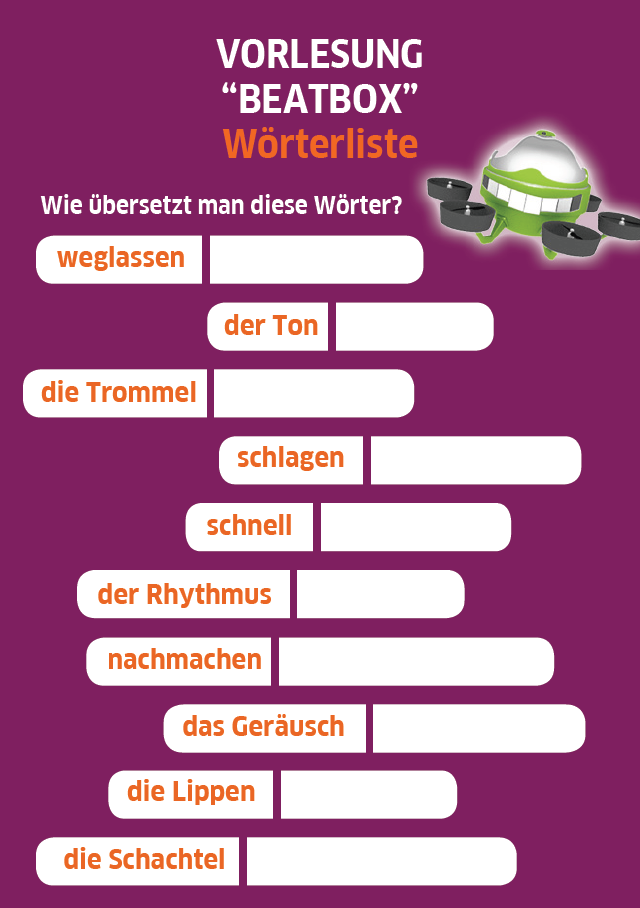 VORLESUNG
“BEATBOX”
Wörterliste
Wie übersetzt man diese Wörter?
weglassen
der Ton
die Trommel
schlagen
schnell
der Rhythmus
nachmachen
das Geräusch
die Lippen
die Schachtel